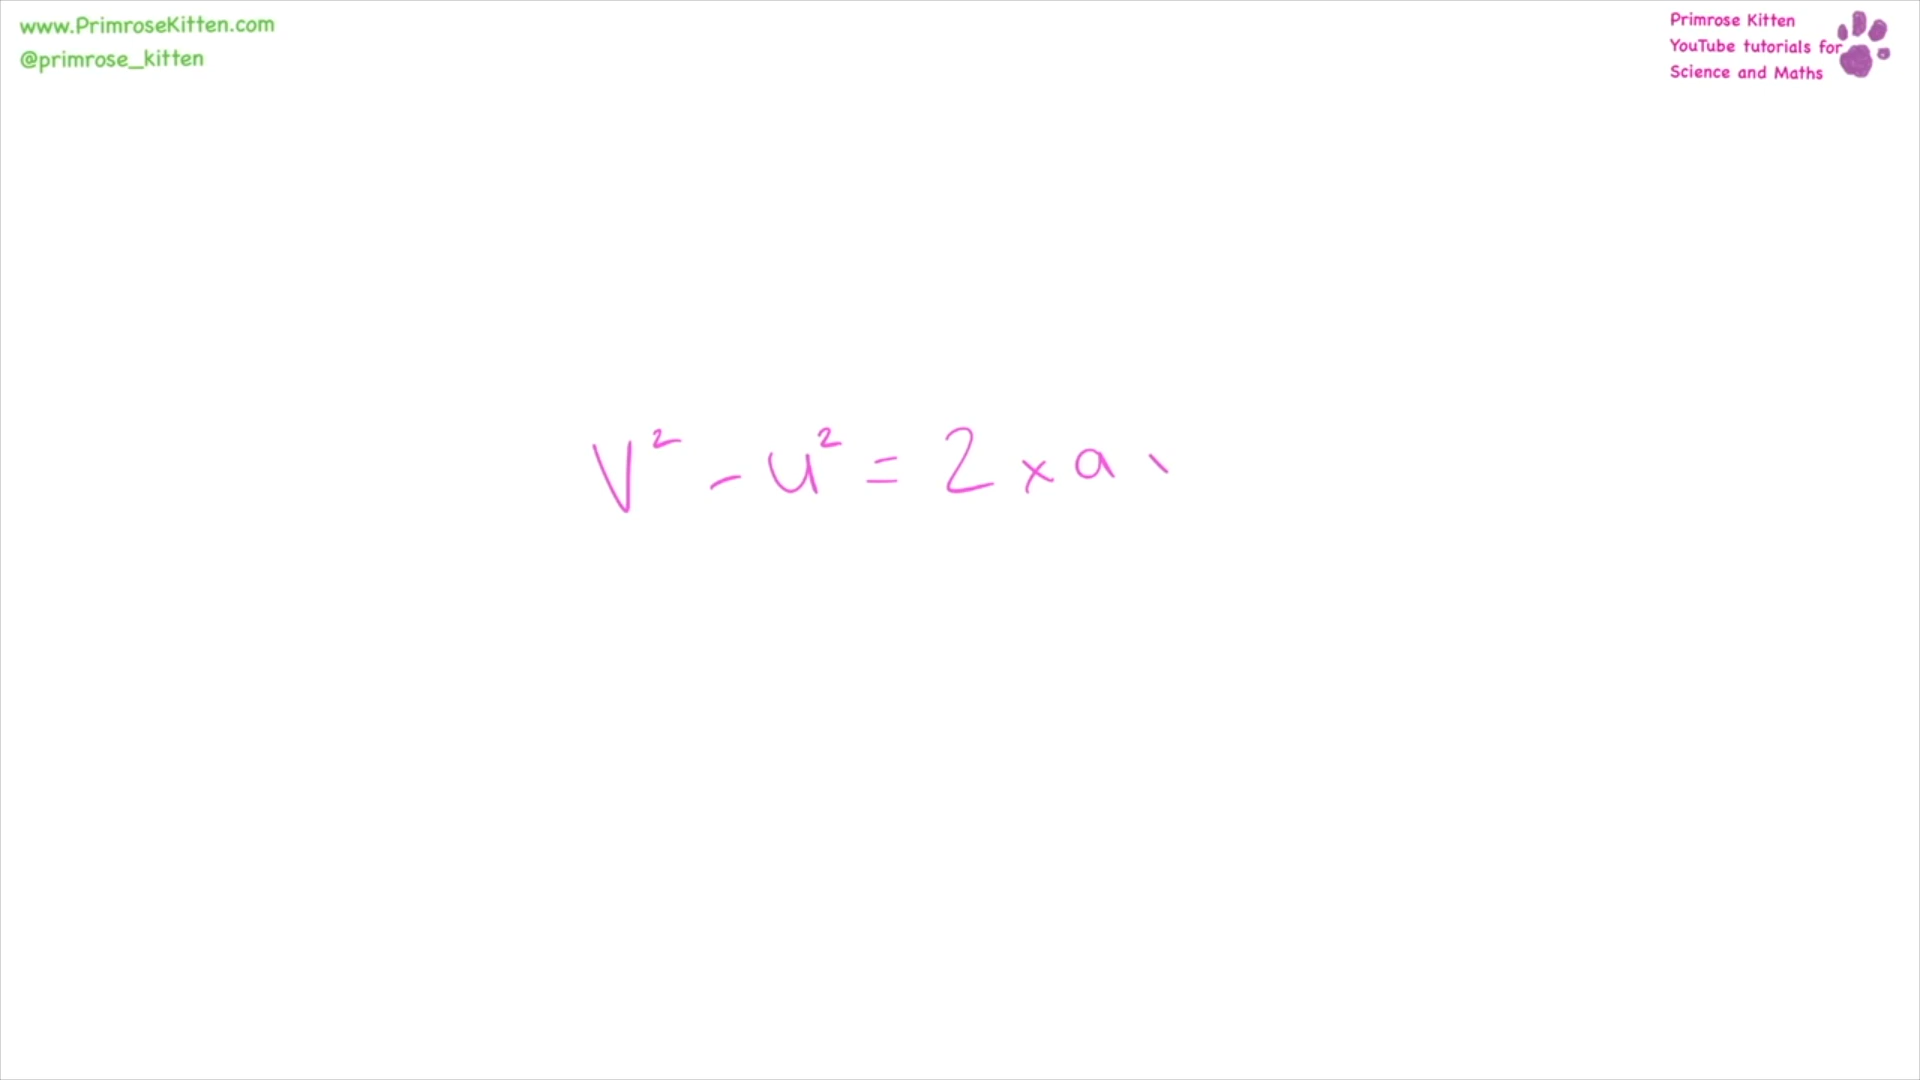 www.PrimroseKitten.com
@primrose_kitten
Primrose Kitten
YouTube tutorials for
Science and Maths
V² - u² = 2 × a \